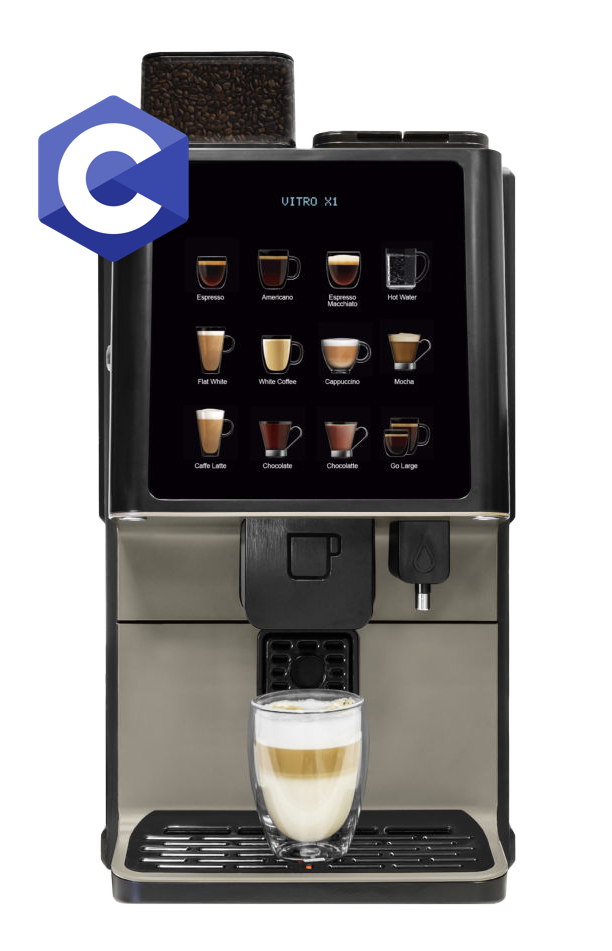 C
VITRO X1
Espresso
Americano
Espresso
Macchiato
Hot Water
Flat White
White Coffee
Cappuccino
Mocha
Caffe Latte
Chocolate
Chocolatte
Go Large